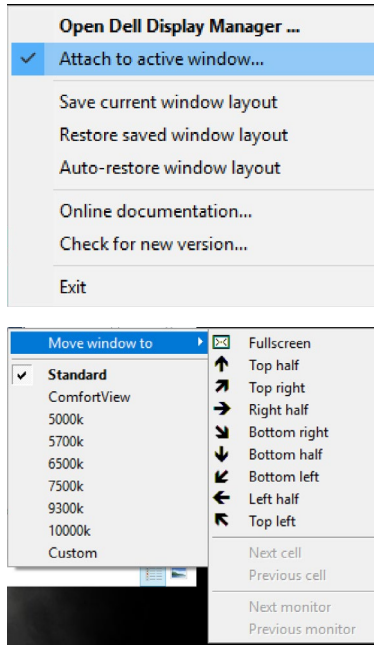 Open Dell Display Manager ...
Attach to active window...
Save current window layout
Restore saved window layout
Auto-restore window layout
Online documentation...
Check for new version...
Exit
Move window to
Standard
ComfortView
5000k
5700k
6500k
7500k
9300k
10000k
Custom
Fullscreen
Top half
Top right
Right half
Bottom right
Bottom half
Bottom left
Left half
Top left
Next cell
Previous cell
Next monitor
Previous monitor